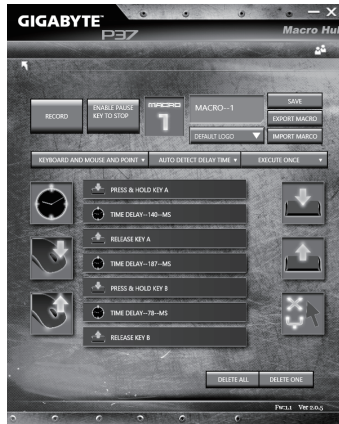 GIGABYTE™
P37
Macro Hub
RECORD
ENABLE PAUSE
KEY TO STOP
MACRO
1
MACRO--1
DEFAULT LOGO
SAVE
EXPORT MACRO
IMPORT MARCO
KEYBOARD AND MOUSE AND POINT
AUTO DETECT DELAY TIME
EXECUTE ONCE
PRESS & HOLD KEY A
TIME DELAY--140--MS
RELEASE KEY A
TIME DELAY--187--MS
PRESS & HOLD KEY B
TIME DELAY--78--MS
RELEASE KEY B
DELETE ALL
DELETE ONE
Fw:1.1 Ver 2.0.5